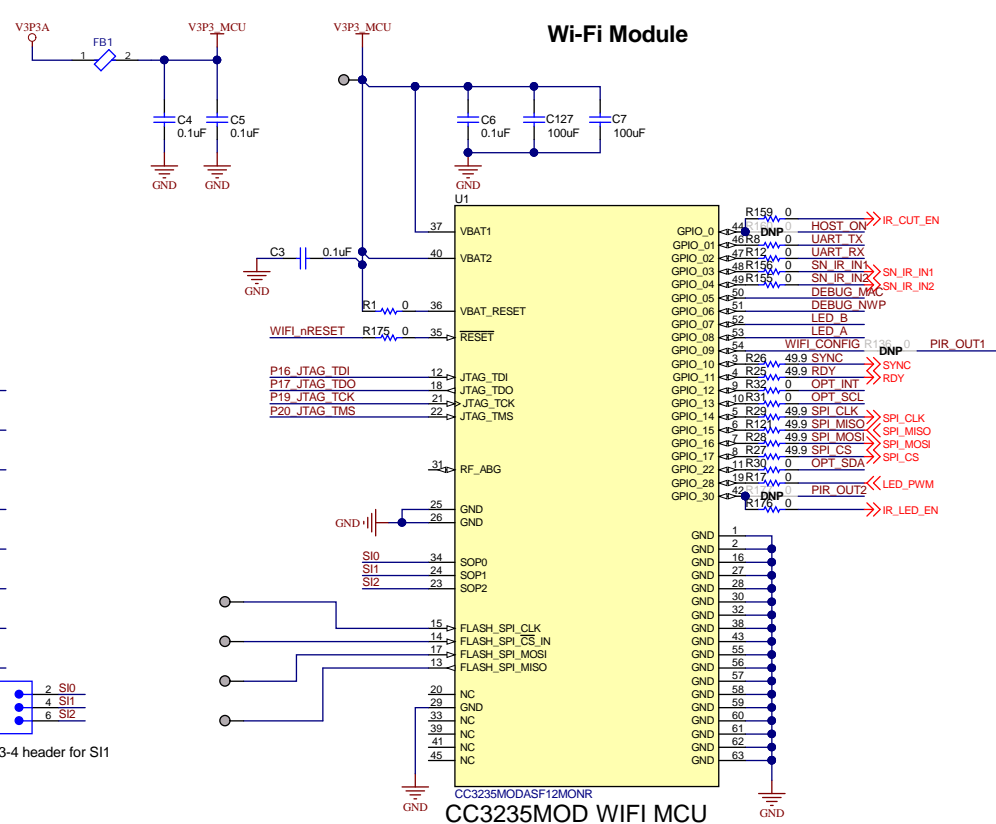 Wi-Fi Module
V3P3A
V3P3_MCU
V3P3_MCU
FB1
1
2
C4
0.1uF
C5
0.1uF
C6
0.1uF
C127
100uF
C7
100uF
GND
GND
GND
U1
C3
0.1uF
GND
37 VBAT1
40 VBAT2
R1 0 36 VBAT_RESET
WIFI_nRESET R175 0 35 RESET
P16_JTAG_TDI 12 JTAG_TDI
P17_JTAG_TDO 18 JTAG_TDO
P19_JTAG_TCK 21 JTAG_TCK
P20_JTAG_TMS 22 JTAG_TMS
31 RF_ABG
25 GND
GND
26 GND
SI0 34 SOP0
SI1 24 SOP1
SI2 23 SOP2
15 FLASH_SPI_CLK
14 FLASH_SPI_CS_IN
17 FLASH_SPI_MOSI
13 FLASH_SPI_MISO
20 NC
29 GND
33 NC
39 NC
41 NC
45 NC
GND
R159 0 IR_CUT_EN
GPIO_0 44 DNP 0 HOST_ON
GPIO_01 46 R8 0 UART_TX
GPIO_02 47 R12 0 UART_RX
GPIO_03 48 R156 0 SN_IR_IN1 SN_IR_IN1
GPIO_04 49 R155 0 SN_IR_IN2 SN_IR_IN2
GPIO_05 50 DEBUG_MAC
GPIO_06 51 DEBUG_NWP
GPIO_07 52 LED_B
GPIO_08 53 LED_A
GPIO_09 54 WIFI_CONFIG R136 0 DNP PIR_OUT1
GPIO_10 3 R26 49.9 SYNC SYNC
GPIO_11 4 R25 49.9 RDY RDY
GPIO_12 9 R32 0 OPT_INT
GPIO_13 10 R31 0 OPT_SCL
GPIO_14 5 R29 49.9 SPI_CLK SPI_CLK
GPIO_15 6 R121 49.9 SPI_MISO SPI_MISO
GPIO_16 7 R28 49.9 SPI_MOSI SPI_MOSI
GPIO_17 8 R27 49.9 SPI_CS SPI_CS
GPIO_22 11 R30 0 OPT_SDA
GPIO_28 19 R17 0 LED_PWM
GPIO_30 42 DNP 0 PIR_OUT2
R176 0 IR_LED_EN
GND 1
GND 2
GND 16
GND 27
GND 28
GND 30
GND 32
GND 38
GND 43
GND 55
GND 56
GND 57
GND 58
GND 59
GND 60
GND 61
GND 62
GND 63
GND
2 SI0
4 SI1
6 SI2
3-4 header for SI1
CC3235MODASF12MONR
CC3235MOD WIFI MCU